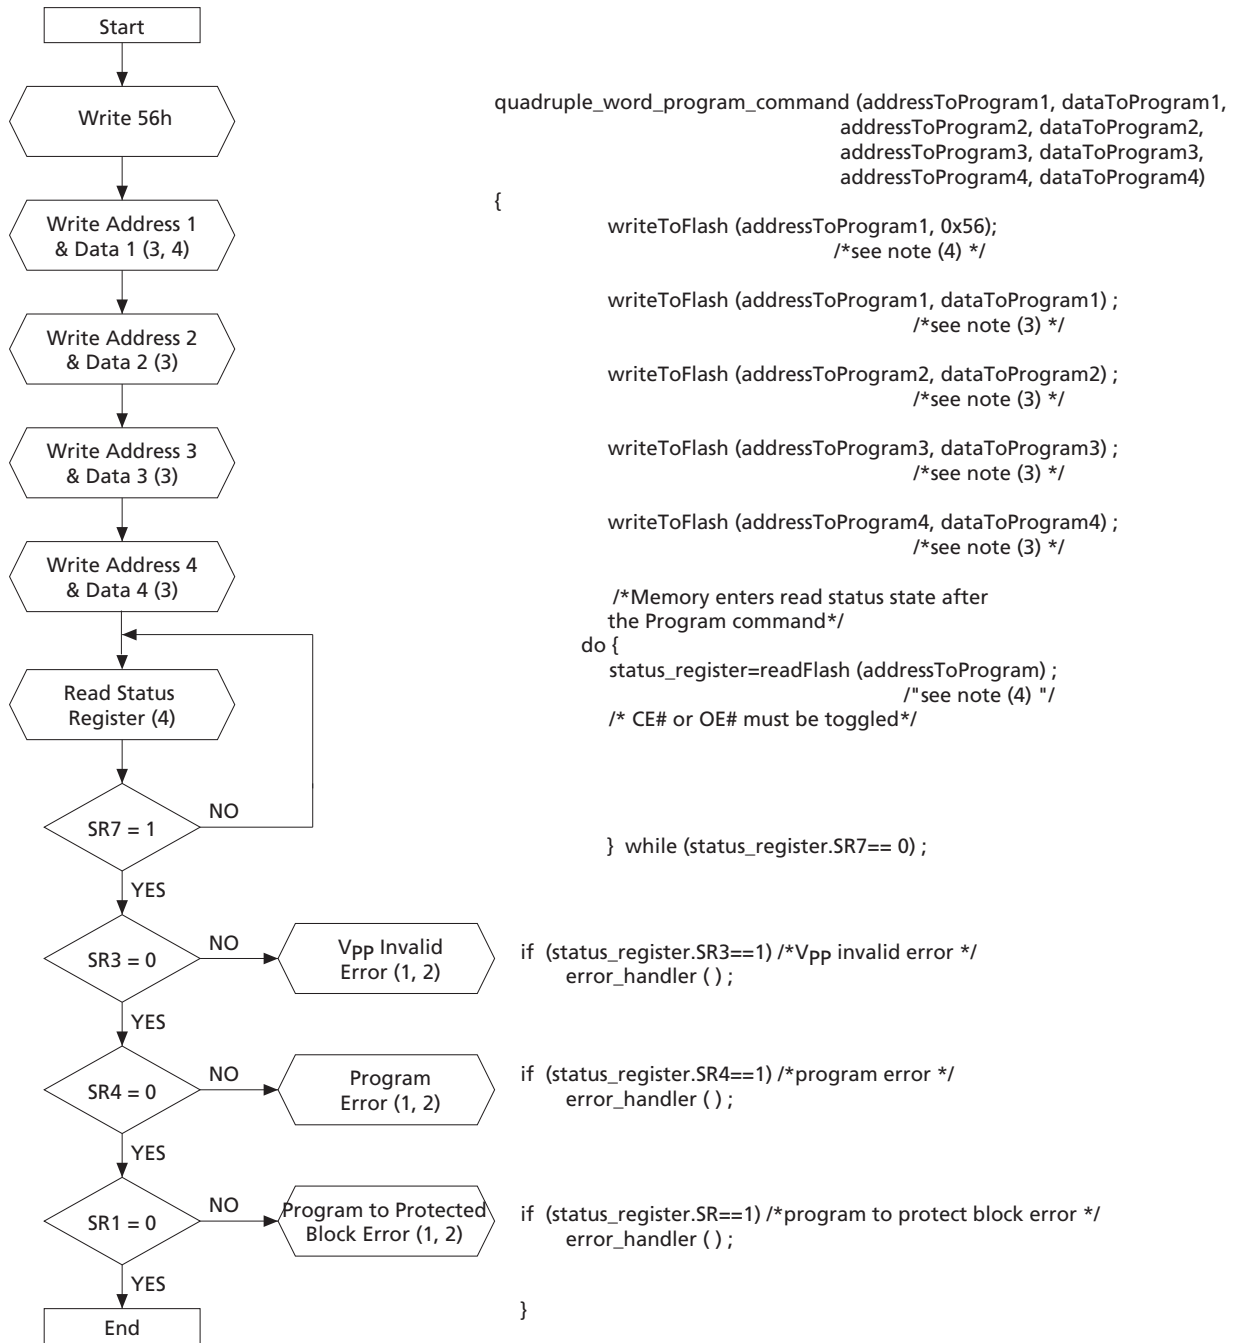 Start
Write 56h
Write Address 1
& Data 1 (3, 4)
Write Address 2
& Data 2 (3)
Write Address 3
& Data 3 (3)
Write Address 4
& Data 4 (3)
Read Status
Register (4)
SR7 = 1
NO
YES
SR3 = 0
NO
VPP Invalid
Error (1, 2)
YES
SR4 = 0
NO
Program
Error (1, 2)
YES
SR1 = 0
NO
Program to Protected
Block Error (1, 2)
YES
End
quadruple_word_program_command (addressToProgram1, dataToProgram1,
addressToProgram2, dataToProgram2,
addressToProgram3, dataToProgram3,
addressToProgram4, dataToProgram4)
{
writeToFlash (addressToProgram1, 0x56);
/*see note (4) */
writeToFlash (addressToProgram1, dataToProgram1) ;
/*see note (3) */
writeToFlash (addressToProgram2, dataToProgram2) ;
/*see note (3) */
writeToFlash (addressToProgram3, dataToProgram3) ;
/*see note (3) */
writeToFlash (addressToProgram4, dataToProgram4) ;
/*see note (3) */
/*Memory enters read status state after
the Program command*/
do {
status_register=readFlash (addressToProgram) ;
/"see note (4) "/
/* CE# or OE# must be toggled*/
} while (status_register.SR7== 0) ;
if (status_register.SR3==1) /*VPP invalid error */
error_handler ( ) ;
if (status_register.SR4==1) /*program error */
error_handler ( ) ;
if (status_register.SR==1) /*program to protect block error */
error_handler ( ) ;
}